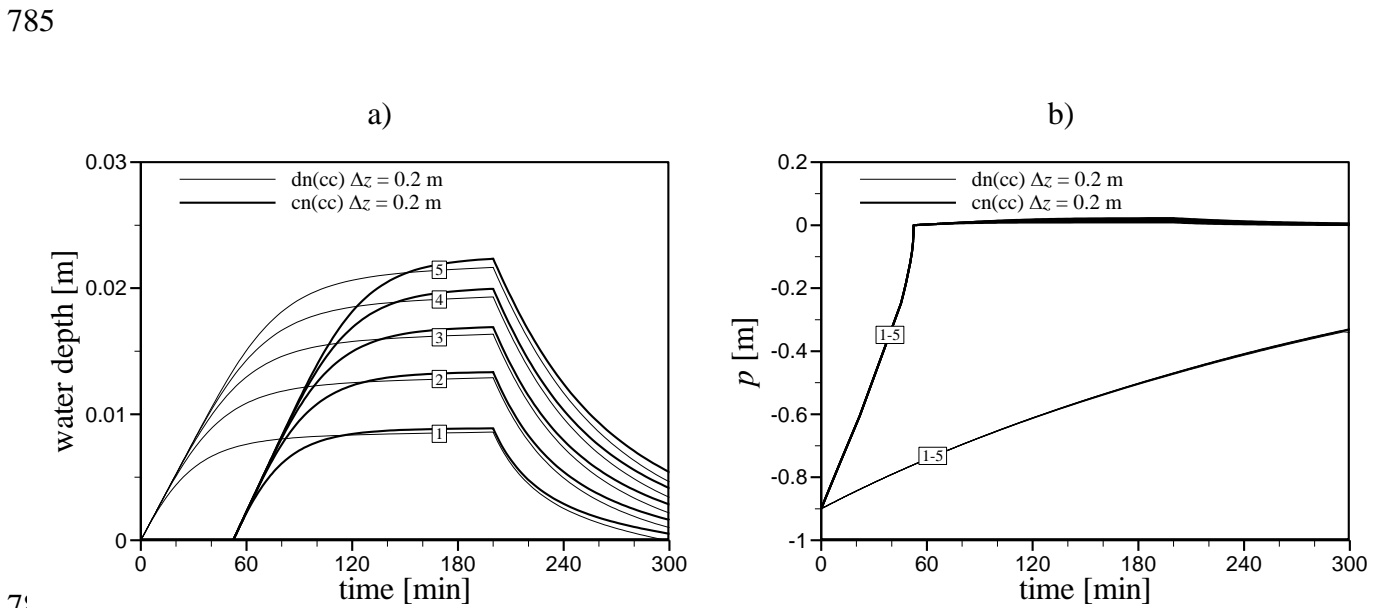 785
a)
b)
0.03
0.02
0.01
0
water depth [m]
dn(cc) Δz = 0.2 m
cn(cc) Δz = 0.2 m
5
4
3
2
1
0 60 120 180 240 300
time [min]
0.2
0
-0.2
-0.4
-0.6
-0.8
-1
p [m]
dn(cc) Δz = 0.2 m
cn(cc) Δz = 0.2 m
1-5
1-5
0 60 120 180 240 300
time [min]